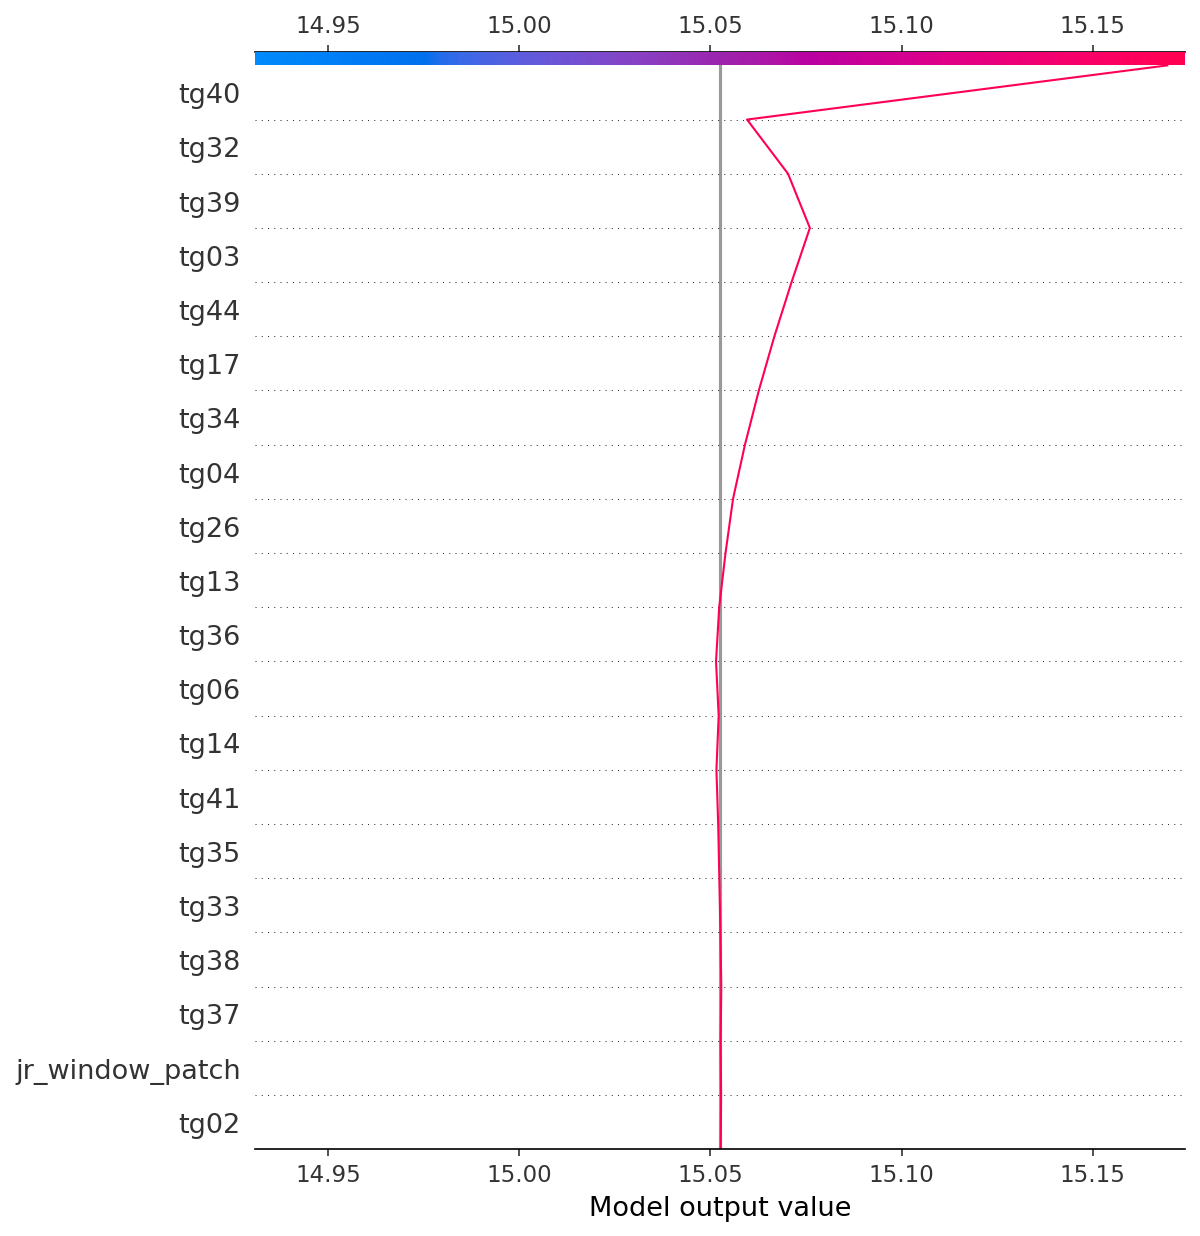 14.95 15.00 15.05 15.10 15.15
tg40
tg32
tg39
tg03
tg44
tg17
tg34
tg04
tg26
tg13
tg36
tg06
tg14
tg41
tg35
tg33
tg38
tg37
jr_window_patch
tg02
14.95 15.00 15.05 15.10 15.15
Model output value